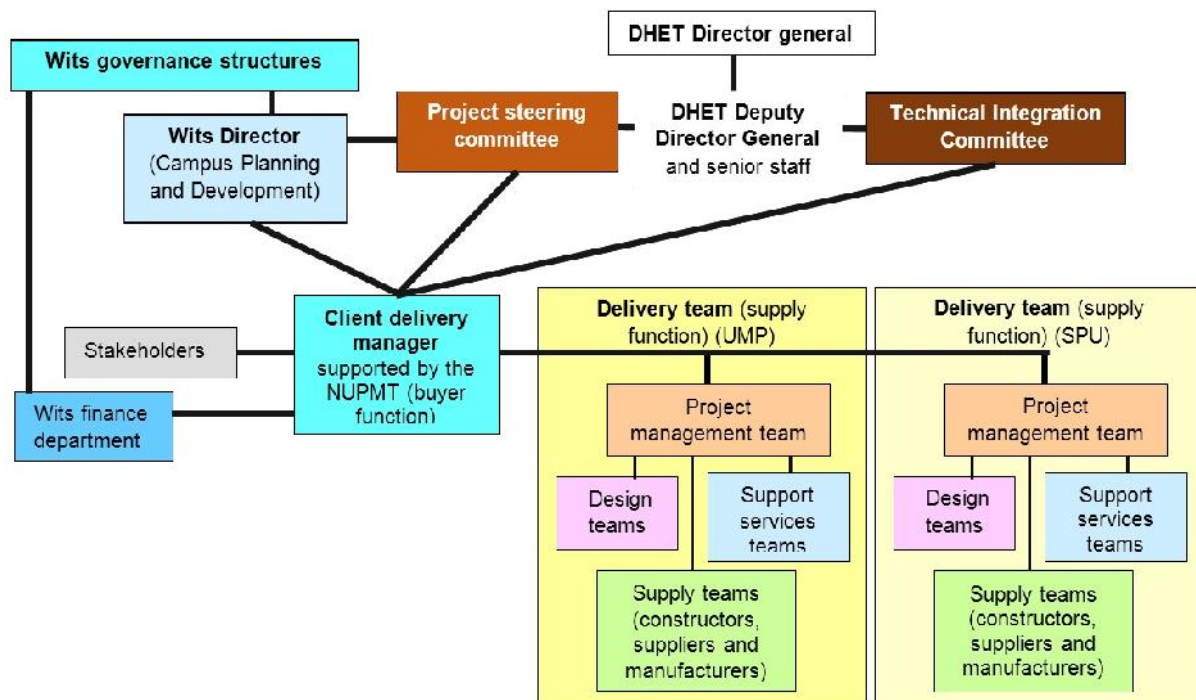 DHET Director general
Wits governance structures
Wits Director
(Campus Planning
and Development)
Project steering
committee
DHET Deputy
Director General
and senior staff
Technical Integration
Committee
Client delivery
manager
supported by the
NUPMT (buyer
function)
Stakeholders
Wits finance
department
Delivery team (supply
function) (UMP)
Project
management team
Design
teams
Support
services
teams
Supply teams
(constructors,
suppliers and
manufacturers)
Delivery team (supply
function) (SPU)
Project
management team
Design
teams
Support
services
teams
Supply teams
(constructors,
suppliers and
manufacturers)